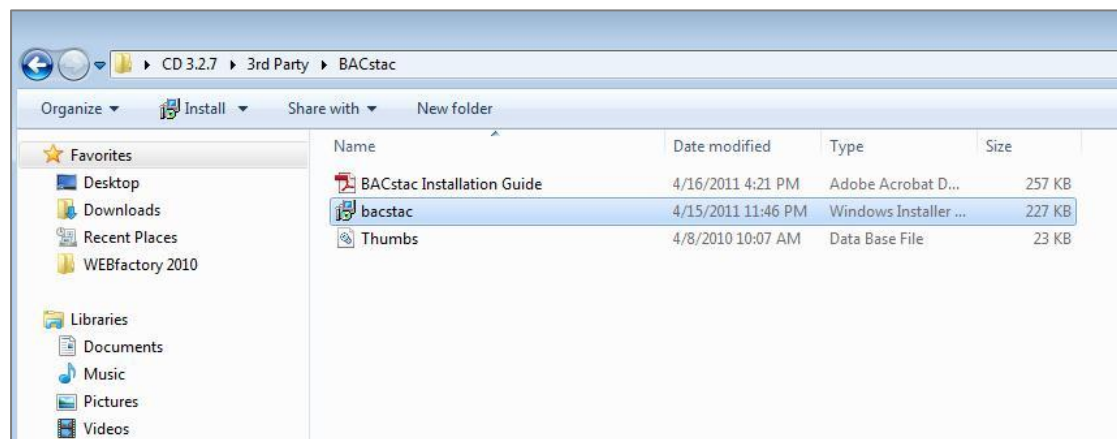 CD 3.2.7 3rd Party BACstac
Organize Install Share with New folder
Name Date modified Type Size
Favorites
Desktop
Downloads
Recent Places
WEBfactory 2010
Libraries
Documents
Music
Pictures
Videos
BACstac Installation Guide 4/16/2011 4:21 PM Adobe Acrobat D... 257 KB
bacstac 4/15/2011 11:46 PM Windows Installer ... 227 KB
Thumbs 4/8/2010 10:07 AM Data Base File 23 KB